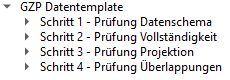 GZP Datentemplate
Schritt 1 - Prüfung Datenschema
Schritt 2 - Prüfung Vollständigkeit
Schritt 3 - Prüfung Projektion
Schritt 4 - Prüfung Überlappungen